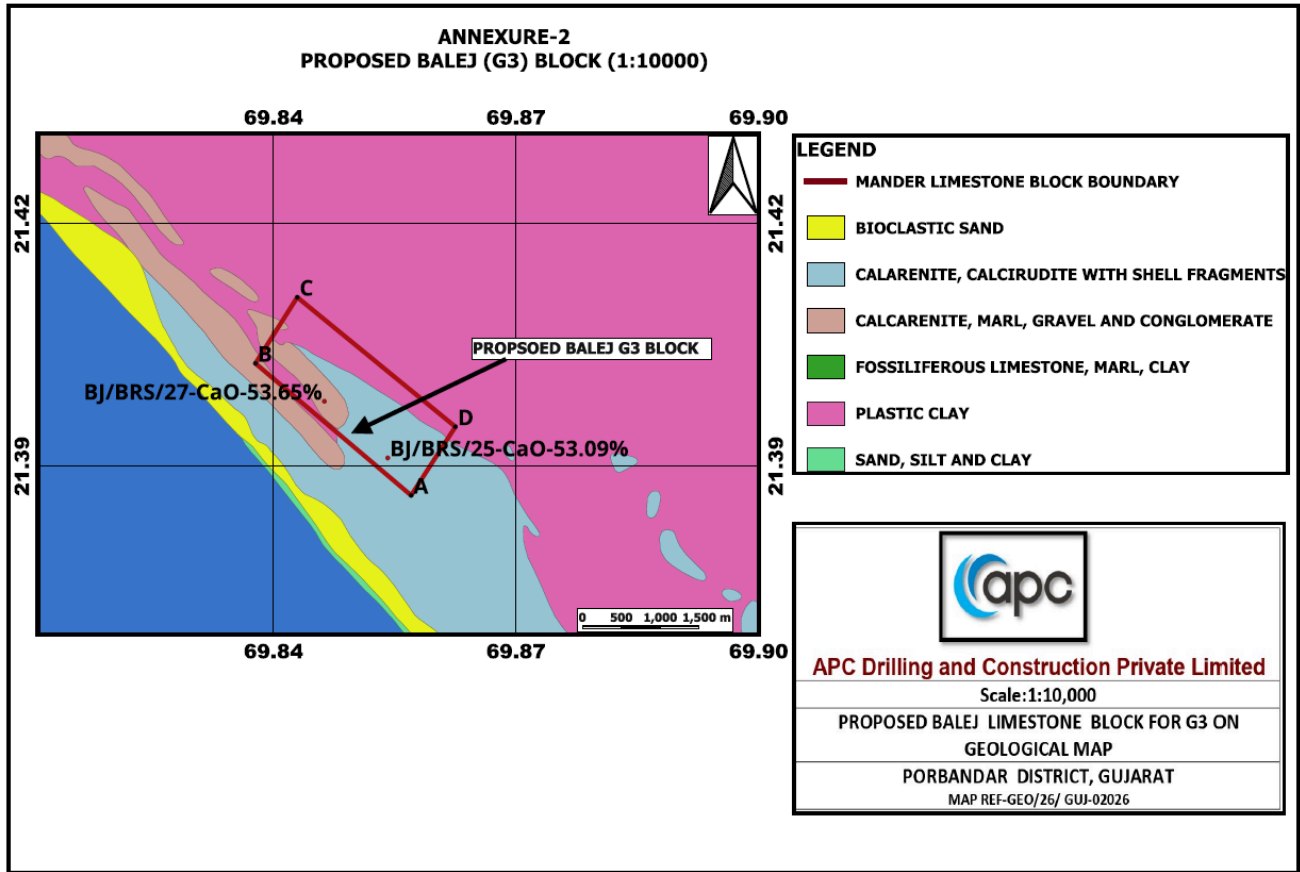 ANNEXURE-2
PROPOSED BALEJ (G3) BLOCK (1:10000)
69.84 69.87 69.90
21.42 21.42
21.39 21.39
C
B
D
A
PROPSOED BALEJ G3 BLOCK
BJ/BRS/27-CaO-53.65%
BJ/BRS/25-CaO-53.09%
0 500 1,000 1,500 m
69.84 69.87 69.90
LEGEND
MANDER LIMESTONE BLOCK BOUNDARY
BIOCLASTIC SAND
CALARENITE, CALCIRUDITE WITH SHELL FRAGMENTS
CALCARENITE, MARL, GRAVEL AND CONGLOMERATE
FOSSILIFEROUS LIMESTONE, MARL, CLAY
PLASTIC CLAY
SAND, SILT AND CLAY
apc
APC Drilling and Construction Private Limited
Scale:1:10,000
PROPOSED BALEJ LIMESTONE BLOCK FOR G3 ON
GEOLOGICAL MAP
PORBANDAR DISTRICT, GUJARAT
MAP REF-GEO/26/ GUJ-02026